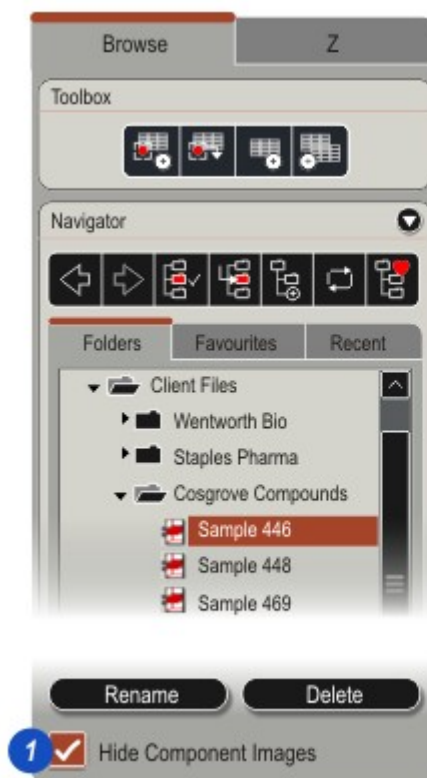 Browse Z
Toolbox
Navigator
Folders Favourites Recent
Client Files
Wentworth Bio
Staples Pharma
Cosgrove Compounds
Sample 446
Sample 448
Sample 469
Rename Delete
1 Hide Component Images